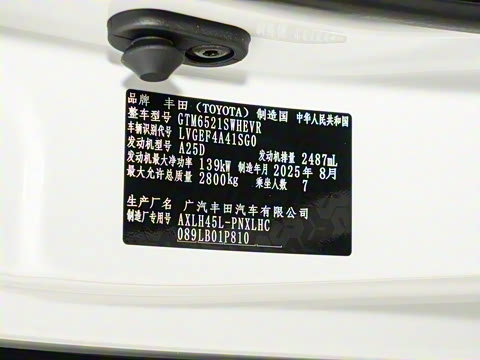 品牌 丰田(TOYOTA) 制造国 中华人民共和国
整车型号 GTM6521SWHEVR
车辆识别代号 LVGEF4A41SG0
发动机型号 A25D 发动机排量 2487mL
发动机最大净功率 139kW 制造年月 2025年 8月
最大允许总质量 2800kg 乘坐人数 7
生产厂名 广汽丰田汽车有限公司
制造厂专用号 AXLH45L-PNXLHC
089LB01P810